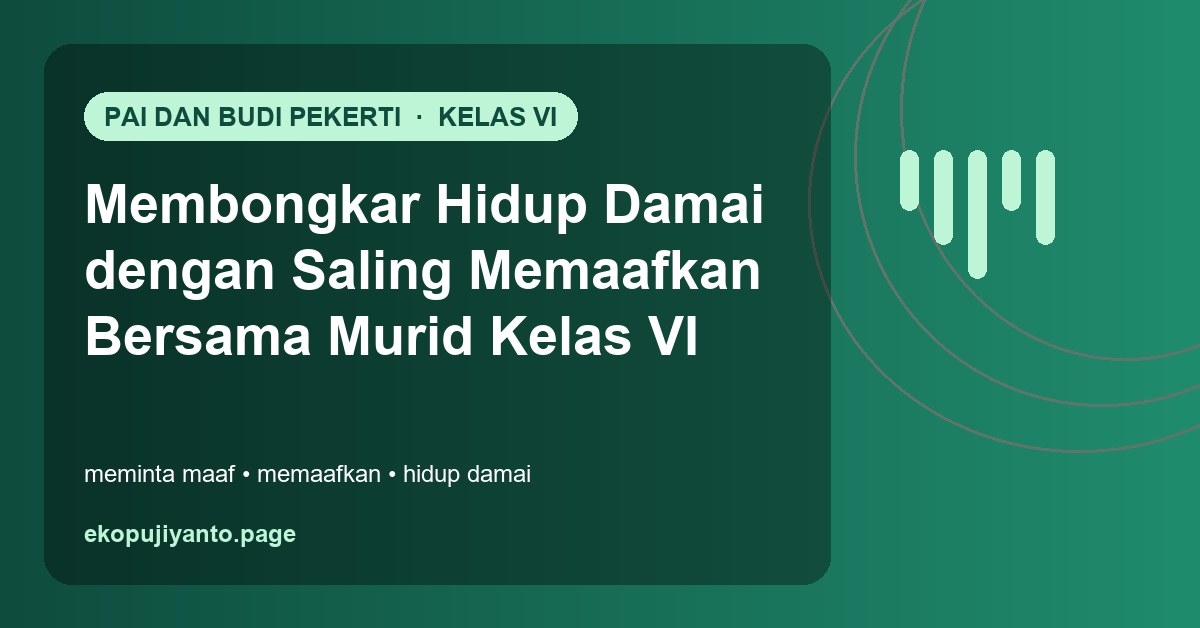 PAI DAN BUDI PEKERTI · KELAS VI
Membongkar Hidup Damai
dengan Saling Memaafkan
Bersama Murid Kelas VI
meminta maaf • memaafkan • hidup damai
ekopujiyanto.page